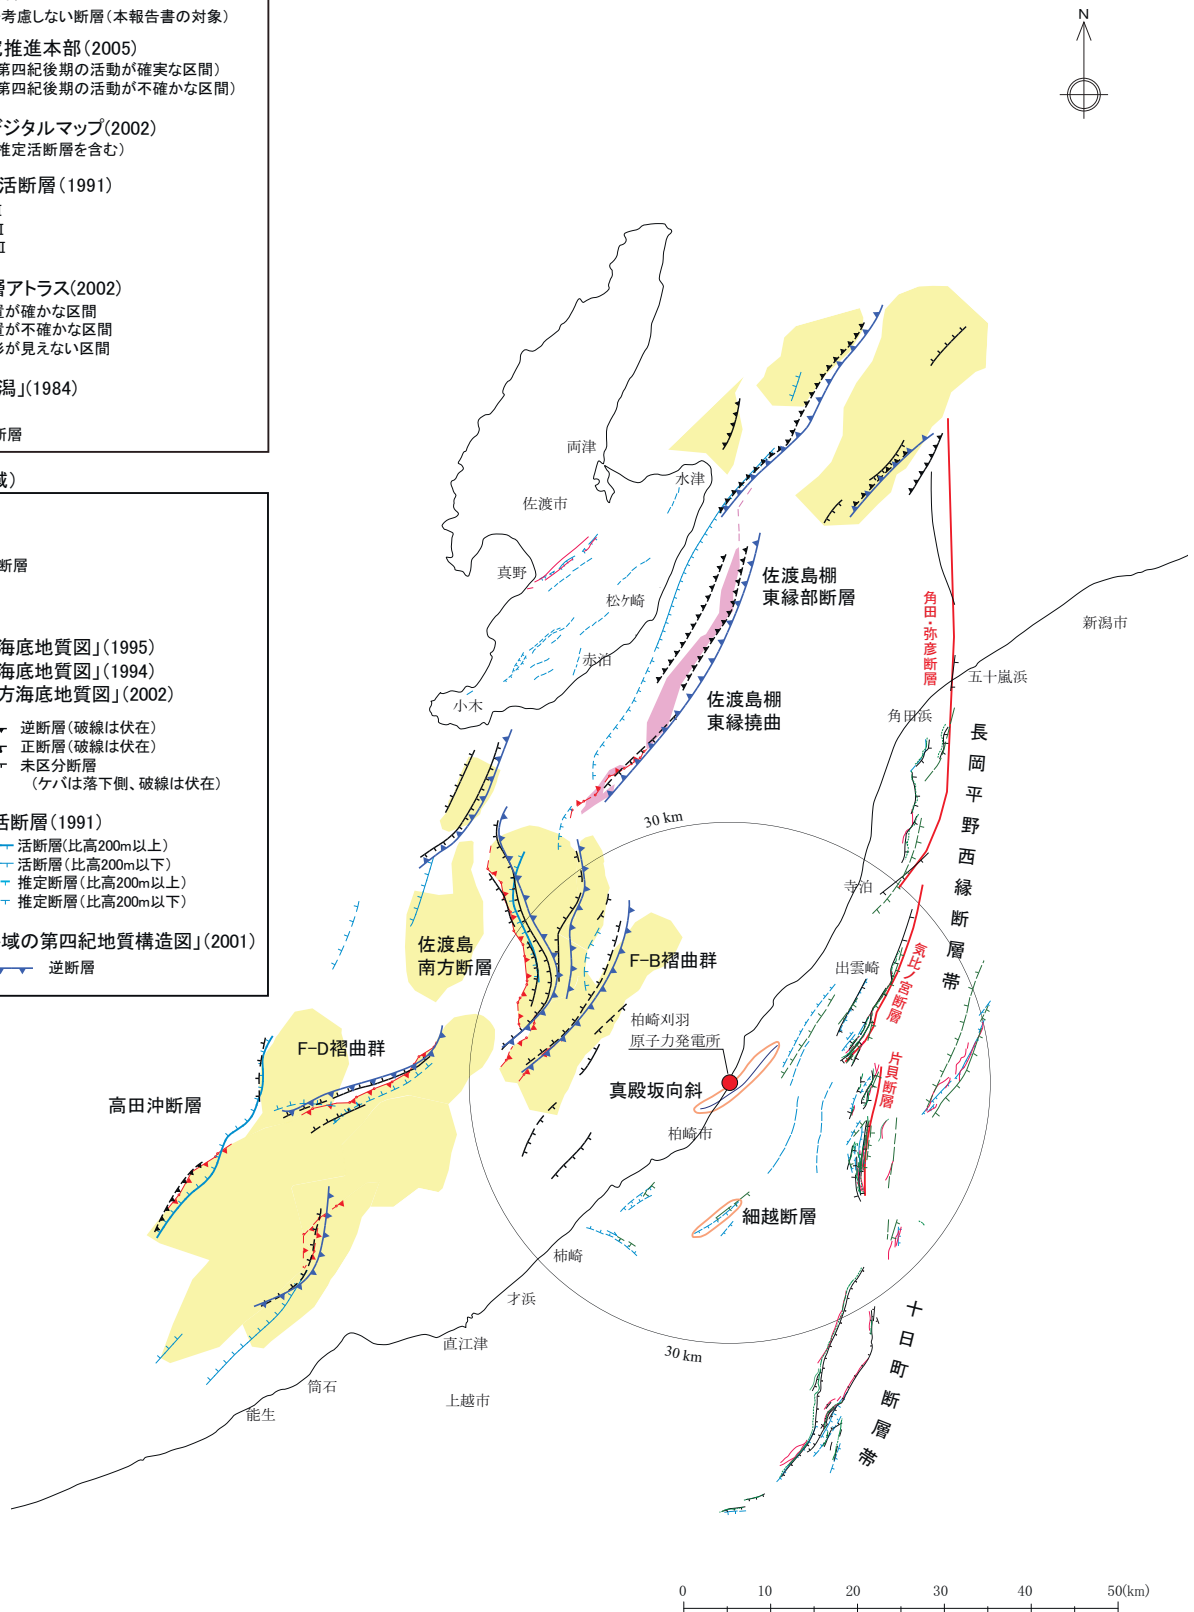 考慮しない断層(本報告書の対象)
推進本部(2005)
第四紀後期の活動が確実な区間)
第四紀後期の活動が不確かな区間)
デジタルマップ(2002)
推定活断層を含む)
活断層(1991)
層アトラス(2002)
置が確かな区間
置が不確かな区間
形が見えない区間
潟」(1984)
断層
域)
断層
海底地質図」(1995)
海底地質図」(1994)
方海底地質図」(2002)
逆断層(破線は伏在)
正断層(破線は伏在)
未区分断層
(ケバは落下側、破線は伏在)
活断層(1991)
活断層(比高200m以上)
活断層(比高200m以下)
推定断層(比高200m以上)
推定断層(比高200m以下)
域の第四紀地質構造図」(2001)
逆断層
N
両津
水津
佐渡市
真野
松ケ崎
赤泊
小木
佐渡島棚
東縁部断層
佐渡島棚
東縁撓曲
角田・弥彦断層
新潟市
五十嵐浜
角田浜
長岡平野西縁断層帯
30 km
寺泊
佐渡島
南方断層
F-B褶曲群
出雲崎
気比ノ宮断層
柏崎刈羽
原子力発電所
F-D褶曲群
片貝断層
真殿坂向斜
高田沖断層
柏崎市
細越断層
柿崎
才浜
十日町断層帯
直江津
30 km
筒石
上越市
能生
0 10 20 30 40 50(km)